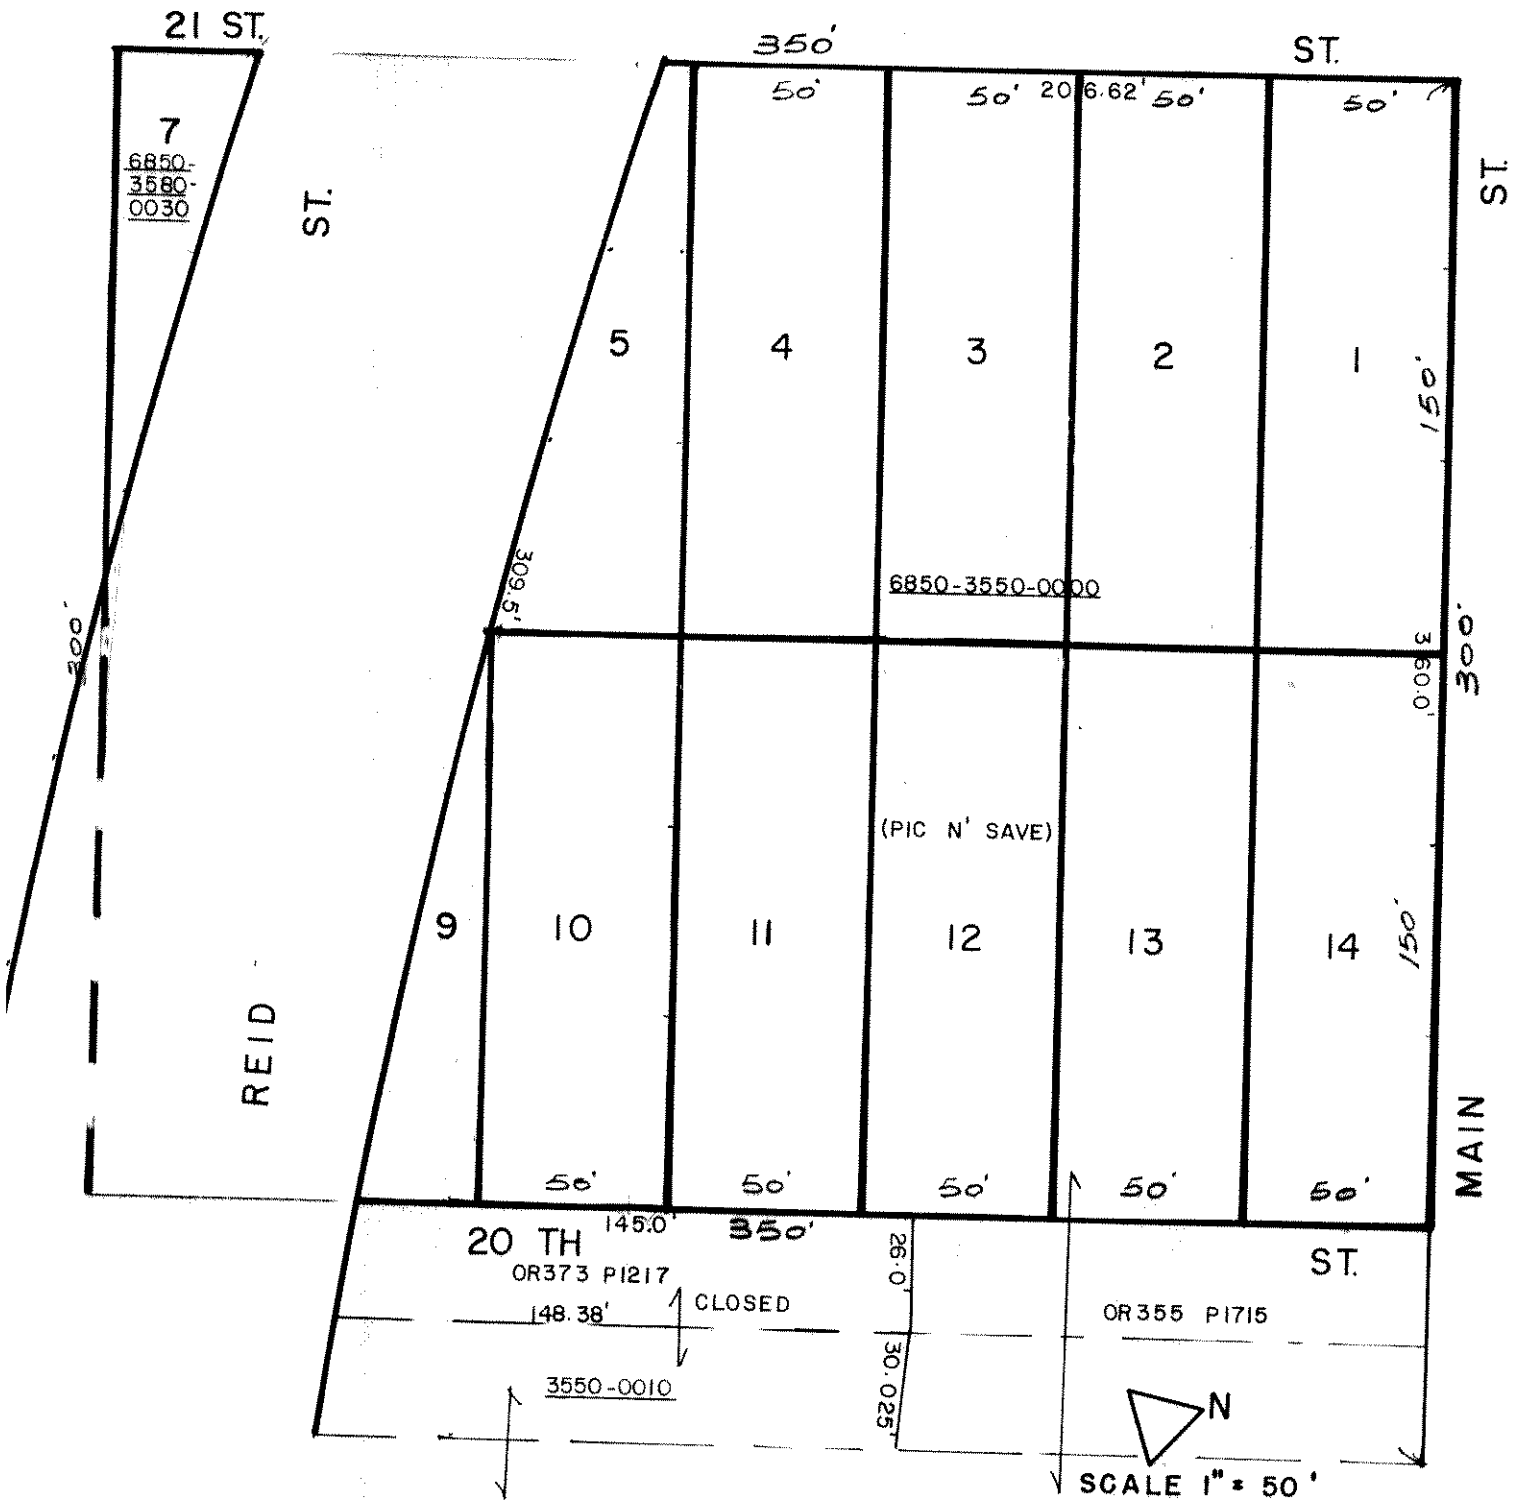 21 ST.
350'
ST.
50'
50'
206.62'
50'
50'
7
6850-
3580-
0030
ST.
ST.
5
4
3
2
1
150'
309.5'
6850-3550-0000
300'
300'
360.0'
(PIC N' SAVE)
9
10
11
12
13
14
150'
REID
MAIN
50'
50'
50'
50'
50'
145.0'
350'
20 TH
ST.
OR373 P1217
26.0'
CLOSED
148.38'
OR355 P1715
30.025'
3550-0010
N
SCALE 1" = 50'